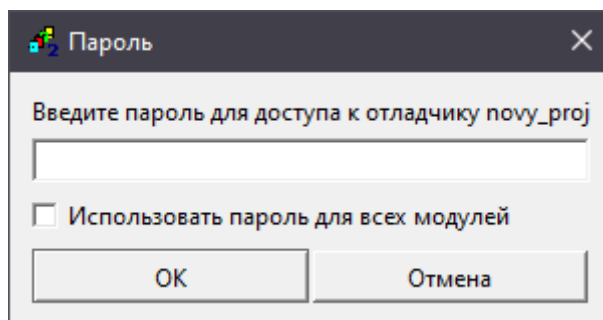 Пароль
Введите пароль для доступа к отладчику novy_proj
Использовать пароль для всех модулей
OK
Отмена